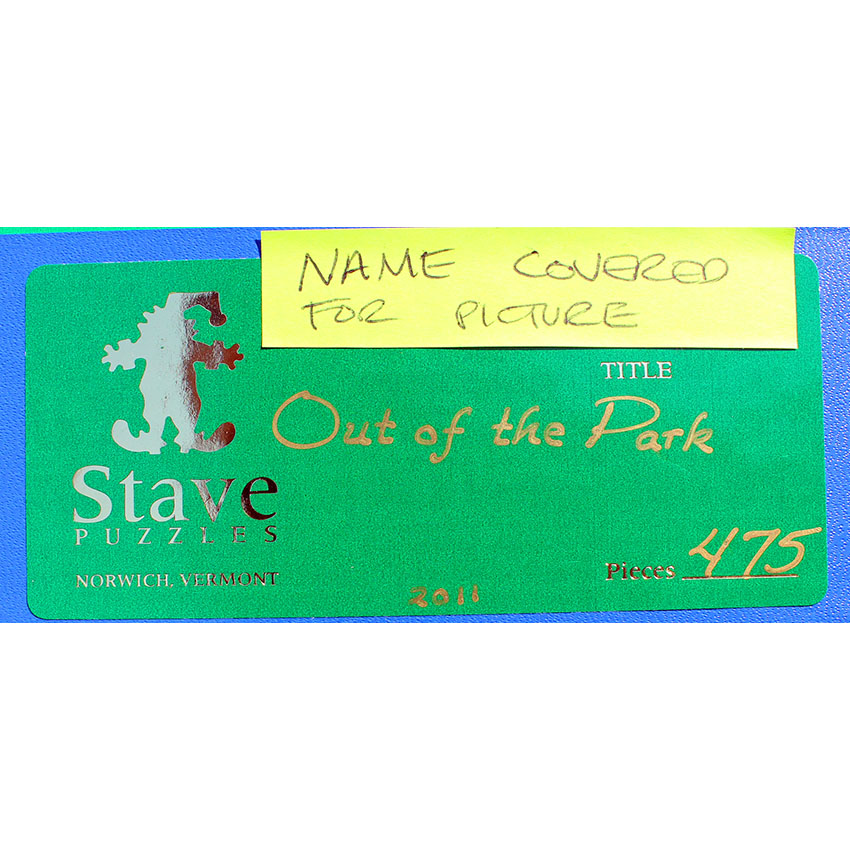 NAME COVERED
FOR PICTURE
TITLE
Out of the Park
Stave
PUZZLES
NORWICH, VERMONT
Pieces 475
2011